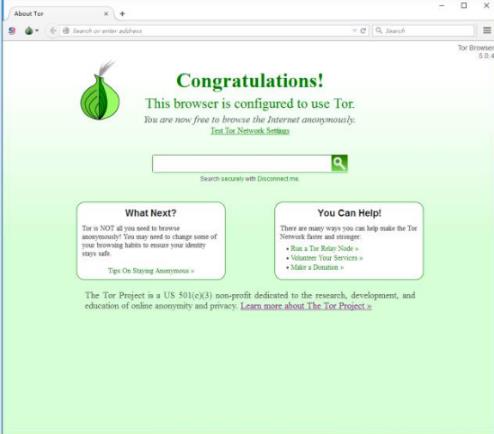 About Tor
Search or enter address
Search
Tor Browser
5.0.4
Congratulations!
This browser is configured to use Tor.
You are now free to browse the Internet anonymously.
Test Tor Network Settings
Search securely with Disconnect.me.
What Next?
Tor is NOT all you need to browse
anonymously! You may need to change some of
your browsing habits to ensure your identity
stays safe.
Tips On Staying Anonymous »
You Can Help!
There are many ways you can help make the Tor
Network faster and stronger:
• Run a Tor Relay Node »
• Volunteer Your Services »
• Make a Donation »
The Tor Project is a US 501(c)(3) non-profit dedicated to the research, development, and
education of online anonymity and privacy. Learn more about The Tor Project »